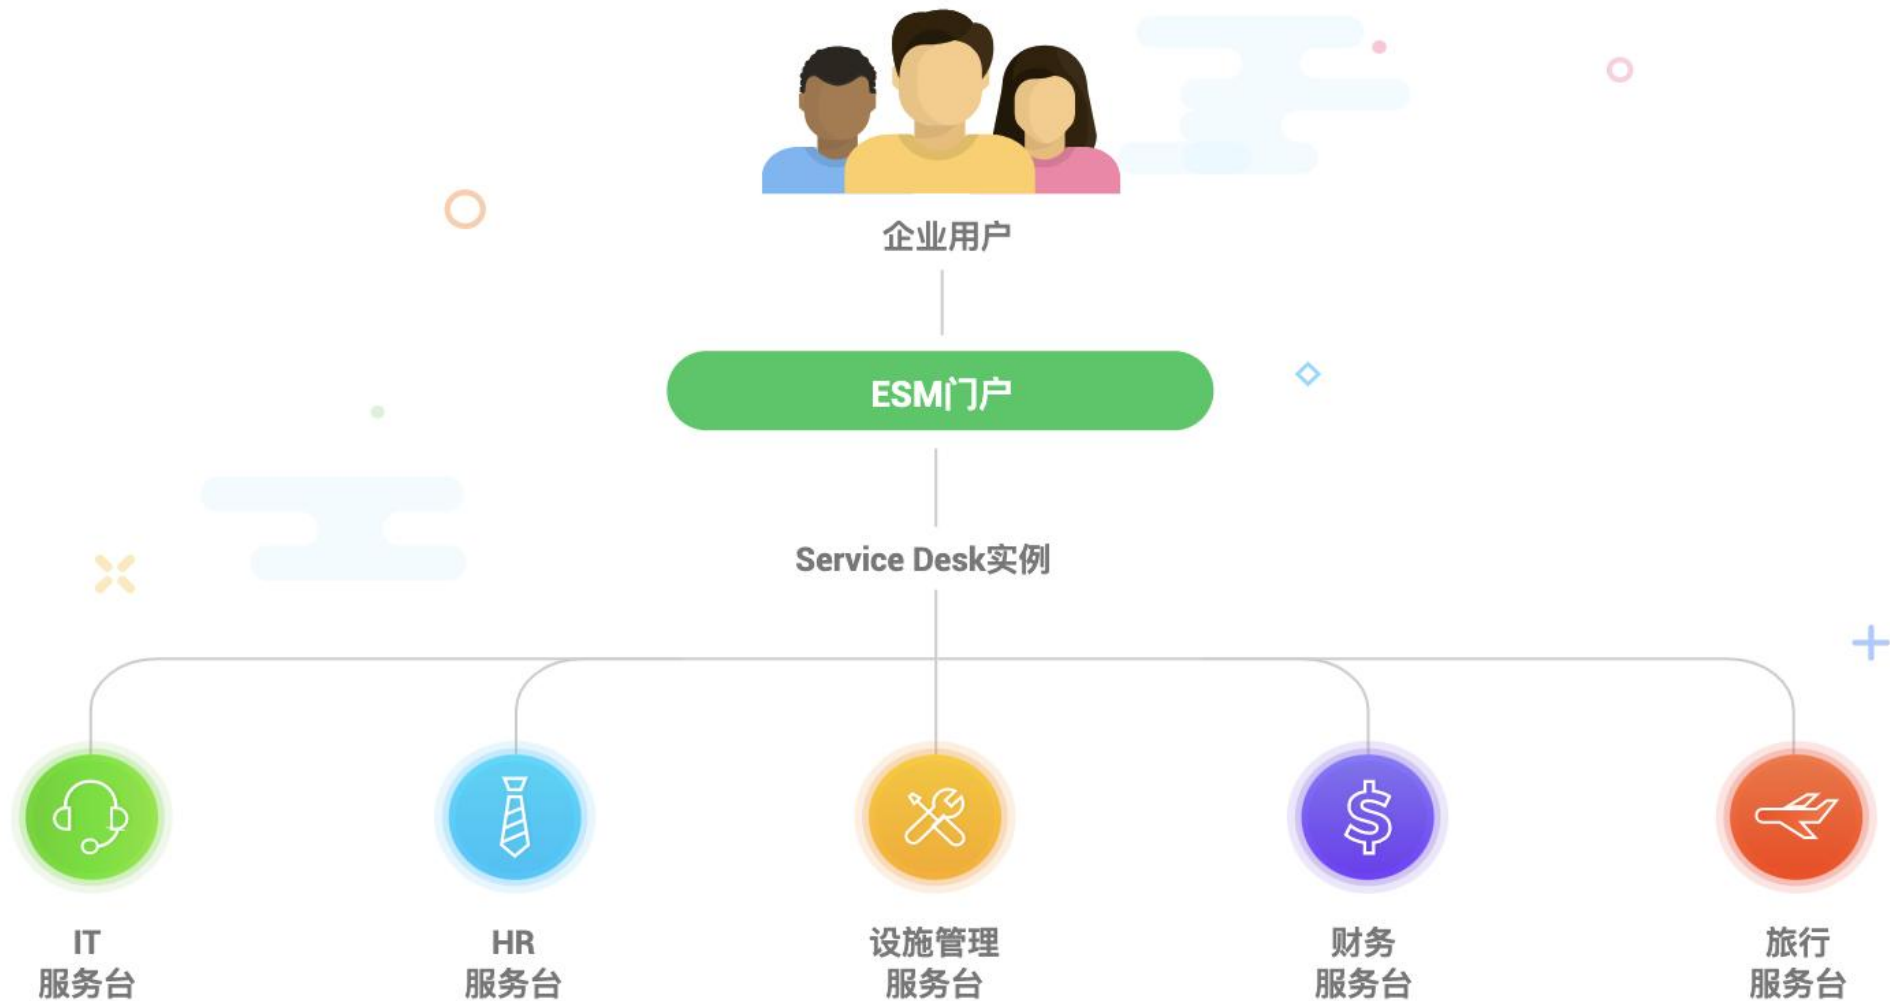 企业用户
ESM门户
Service Desk实例
IT
服务台
HR
服务台
设施管理
服务台
财务
服务台
旅行
服务台